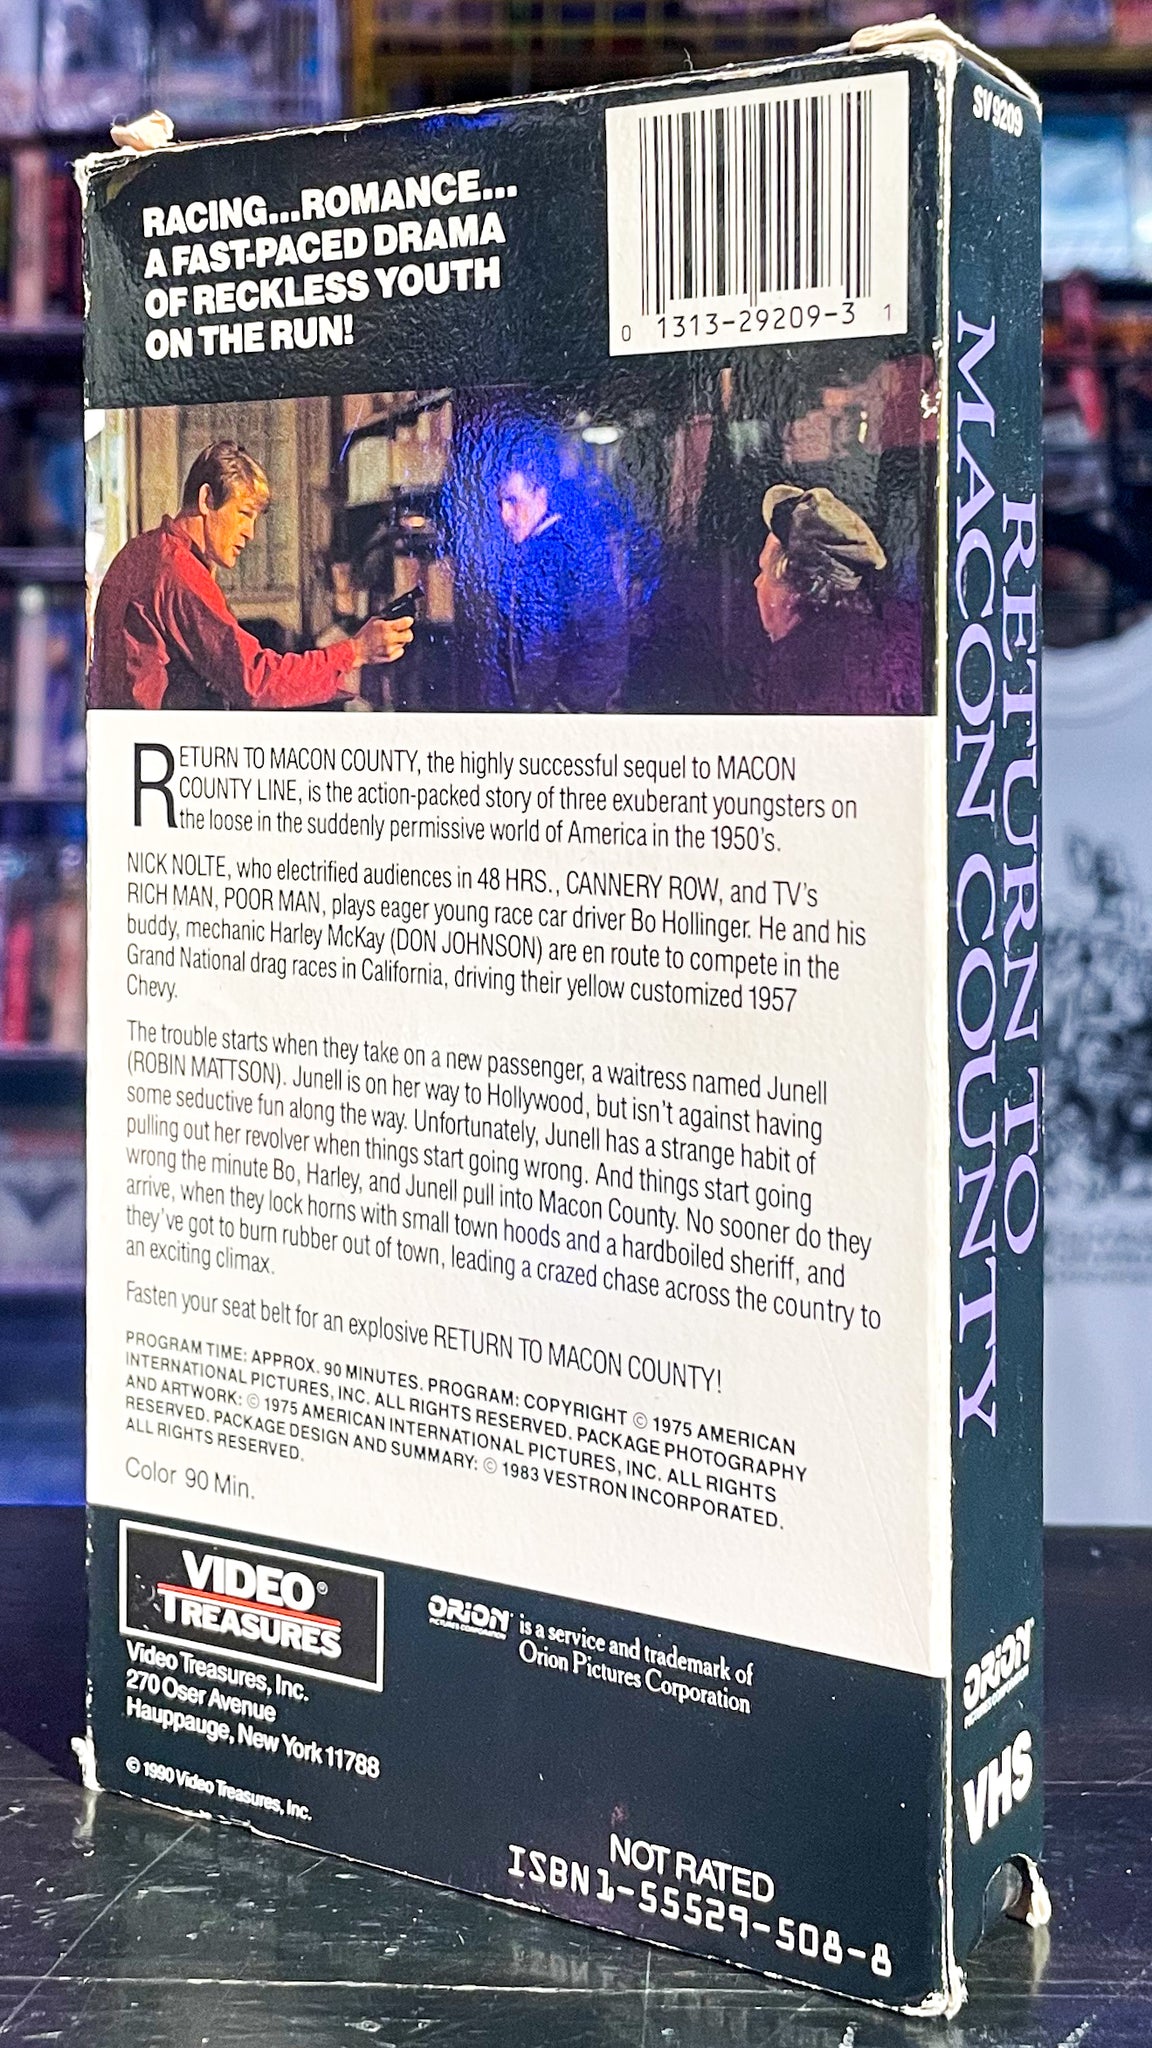 RACING...ROMANCE...
A FAST-PACED DRAMA
OF RECKLESS YOUTH
ON THE RUN!
0 1313-29209-3 1
RETURN TO MACON COUNTY, the highly successful sequel to MACON
COUNTY LINE, is the action-packed story of three exuberant youngsters on
the loose in the suddenly permissive world of America in the 1950's.
NICK NOLTE, who electrified audiences in 48 HRS., CANNERY ROW, and TV's
RICH MAN, POOR MAN, plays eager young race car driver Bo Hollinger. He and his
buddy, mechanic Harley McKay (DON JOHNSON) are en route to compete in the
Grand National drag races in California, driving their yellow customized 1957
Chevy.
The trouble starts when they take on a new passenger, a waitress named Junell
(ROBIN MATTSON). Junell is on her way to Hollywood, but isn't against having
some seductive fun along the way. Unfortunately, Junell has a strange habit of
pulling out her revolver when things start going wrong. And things start going
wrong the minute Bo, Harley, and Junell pull into Macon County. No sooner do they
arrive, when they lock horns with small town hoods and a hardboiled sheriff, and
they've got to burn rubber out of town, leading a crazed chase across the country to
an exciting climax.
Fasten your seat belt for an explosive RETURN TO MACON COUNTY!
PROGRAM TIME: APPROX. 90 MINUTES. PROGRAM: COPYRIGHT © 1975 AMERICAN
INTERNATIONAL PICTURES, INC. ALL RIGHTS RESERVED. PACKAGE PHOTOGRAPHY
AND ARTWORK: © 1975 AMERICAN INTERNATIONAL PICTURES, INC. ALL RIGHTS
RESERVED. PACKAGE DESIGN AND SUMMARY: © 1983 VESTRON INCORPORATED.
ALL RIGHTS RESERVED.
Color 90 Min.
VIDEO®
TREASURES
Video Treasures, Inc.
270 Oser Avenue
Hauppauge, New York 11788
© 1990 Video Treasures, Inc.
ORION
PICTURES CORPORATION
is a service and trademark of
Orion Pictures Corporation
NOT RATED
ISBN 1-55529-508-8
SV 9209
RETURN TO
MACON COUNTY
ORION
PICTURES CORPORATION
VHS